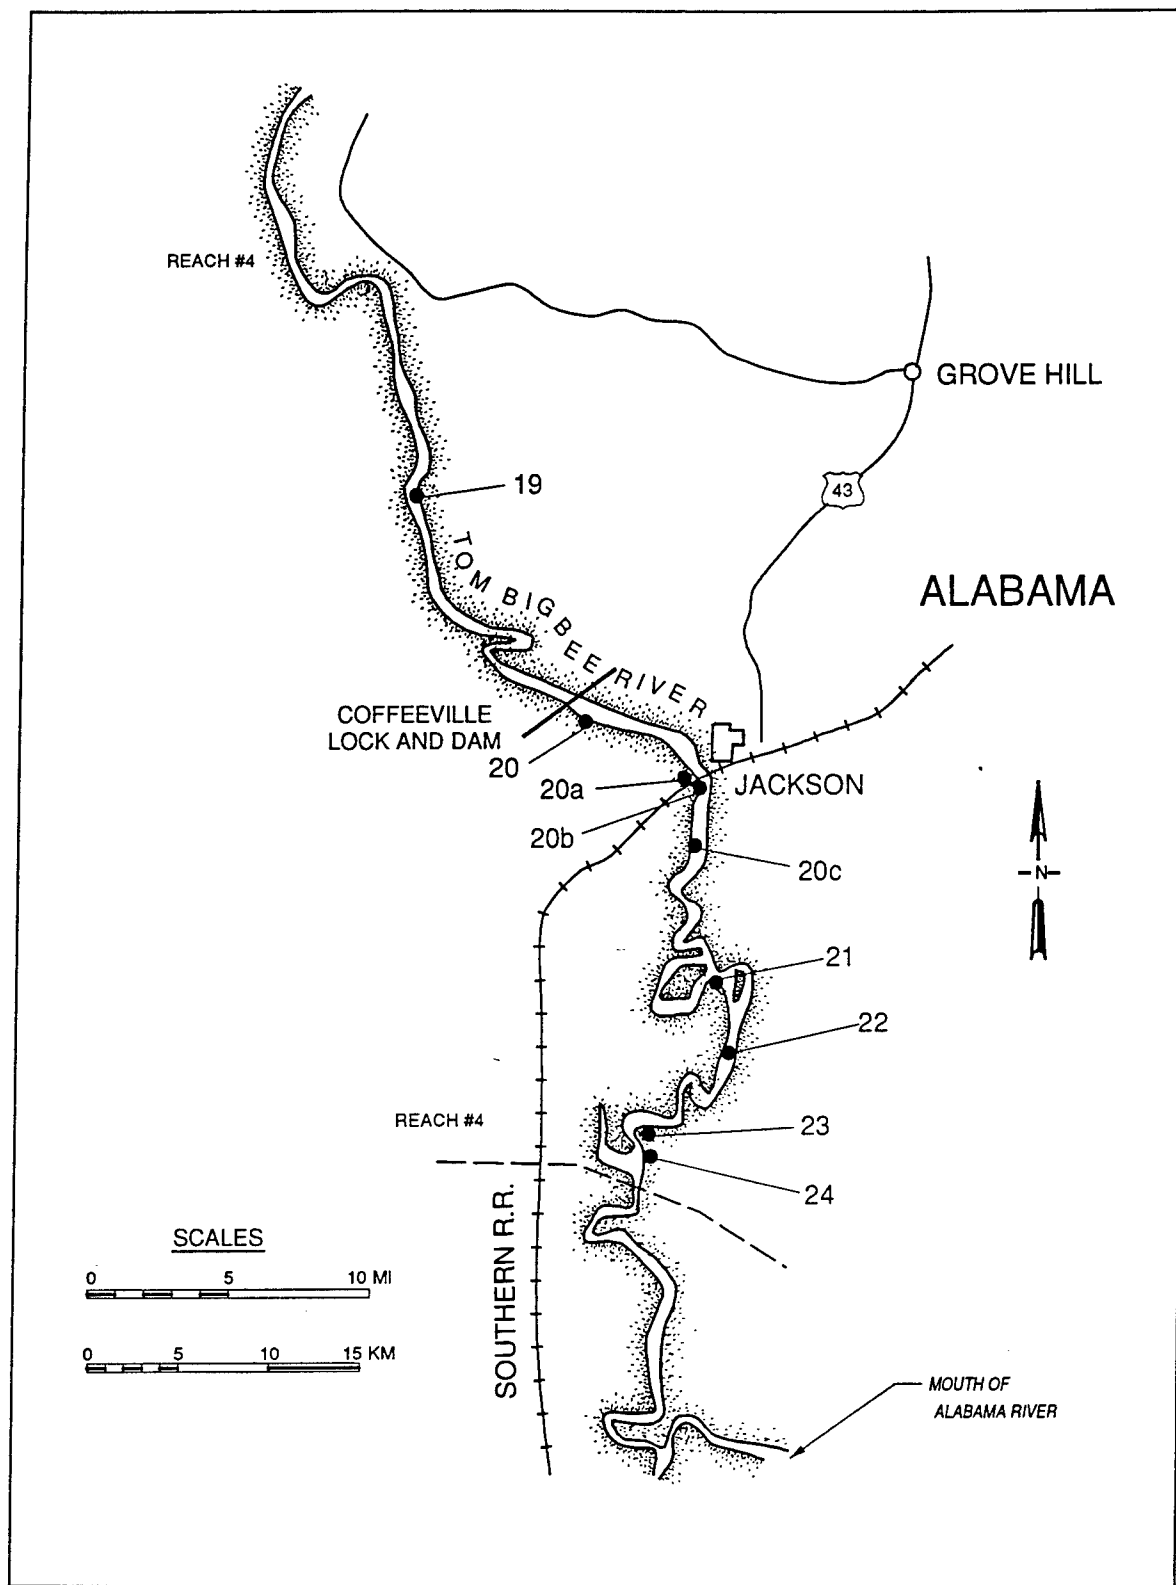 REACH #4
GROVE HILL
19
43
TOM BIGBEE RIVER
ALABAMA
COFFEEVILLE
LOCK AND DAM
20
20a
JACKSON
20b
20c
N
21
22
REACH #4
23
24
SOUTHERN R.R.
SCALES
0 5 10 MI
0 5 10 15 KM
MOUTH OF
ALABAMA RIVER